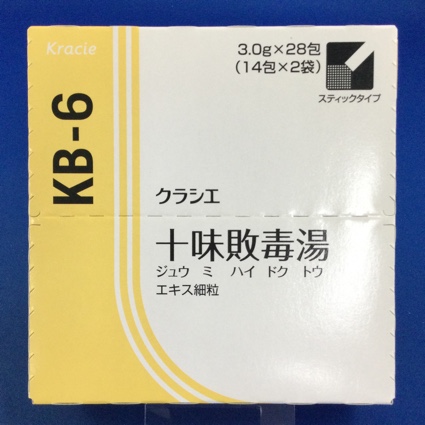 Kracie
3.0g×28包
(14包×2袋)
スティックタイプ
KB-6
クラシエ
十味敗毒湯
ジュウ ミ ハイ ドク トウ
エキス細粒